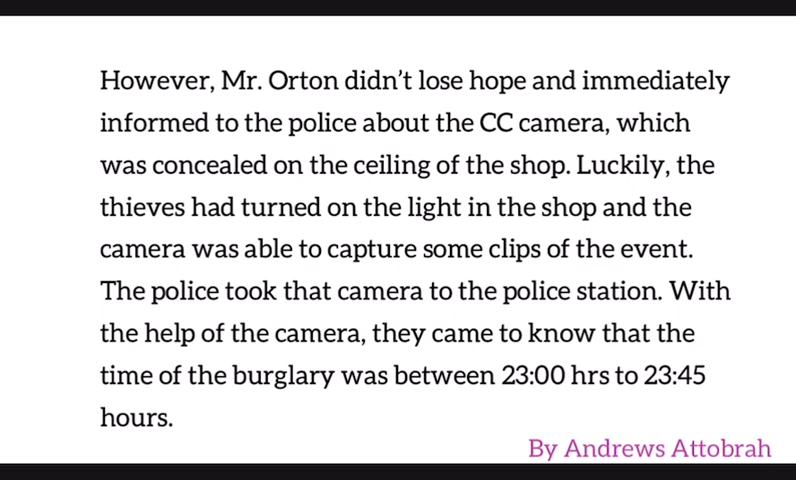 However, Mr. Orton didn’t lose hope and immediately
informed to the police about the CC camera, which
was concealed on the ceiling of the shop. Luckily, the
thieves had turned on the light in the shop and the
camera was able to capture some clips of the event.
The police took that camera to the police station. With
the help of the camera, they came to know that the
time of the burglary was between 23:00 hrs to 23:45
hours.
By Andrews Attobrah